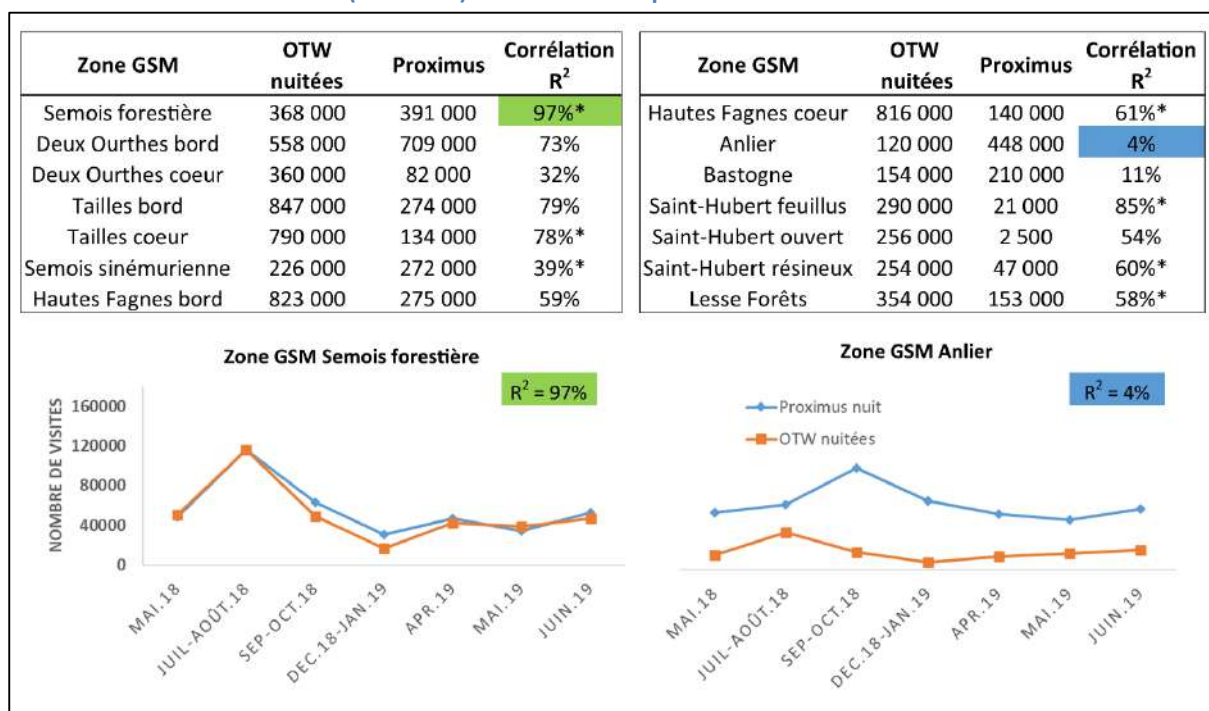 Zone GSM OTW nuitées Proximus Corrélation R²
Semois forestière 368 000 391 000 97%*
Deux Ourthes bord 558 000 709 000 73%
Deux Ourthes coeur 360 000 82 000 32%
Tailles bord 847 000 274 000 79%
Tailles coeur 790 000 134 000 78%*
Semois sinémurienne 226 000 272 000 39%*
Hautes Fagnes bord 823 000 275 000 59%
Zone GSM OTW nuitées Proximus Corrélation R²
Hautes Fagnes coeur 816 000 140 000 61%*
Anlier 120 000 448 000 4%
Bastogne 154 000 210 000 11%
Saint-Hubert feuillus 290 000 21 000 85%*
Saint-Hubert ouvert 256 000 2 500 54%
Saint-Hubert résineux 254 000 47 000 60%*
Lesse Forêts 354 000 153 000 58%*
Zone GSM Semois forestière
R² = 97%
NOMBRE DE VISITES
160000
120000
80000
40000
0
MAI.18
JUIL-AOÛT.18
SEP-OCT.18
DEC.18-JAN.19
APR.19
MAI.19
JUIN.19
Zone GSM Anlier
R² = 4%
Proximus nuit
OTW nuitées
MAI.18
JUIL-AOÛT.18
SEP-OCT.18
DEC.18-JAN.19
APR.19
MAI.19
JUIN.19